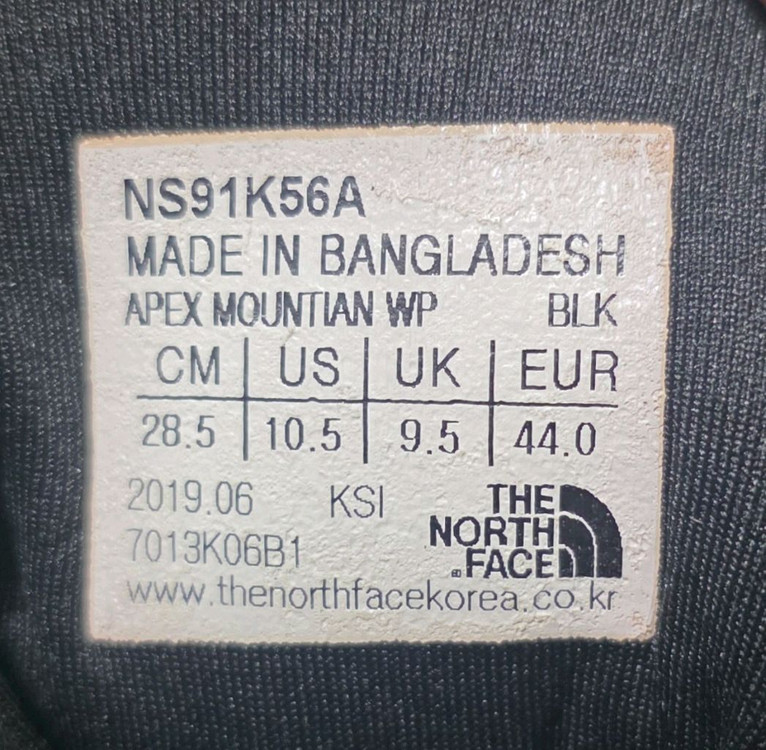 NS91K56A
MADE IN BANGLADESH
APEX MOUNTIAN WP BLK
CM US UK EUR
28.5 10.5 9.5 44.0
2019.06 KSI
7013K06B1
THE
NORTH
FACE
www.thenorthfacekorea.co.kr